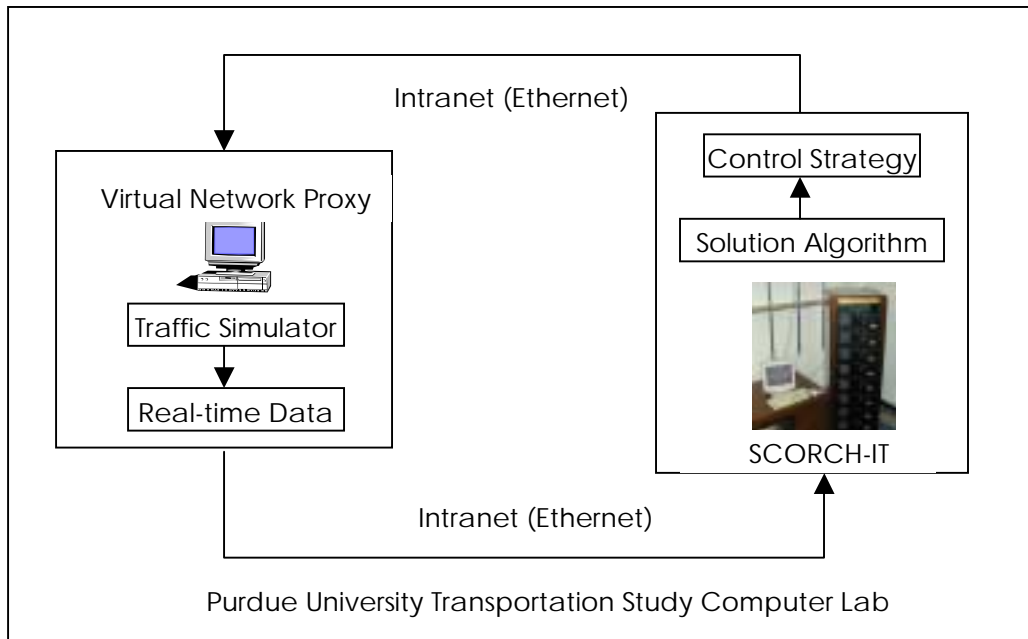 Intranet (Ethernet)
Virtual Network Proxy
Traffic Simulator
Real-time Data
Control Strategy
Solution Algorithm
SCORCH-IT
Intranet (Ethernet)
Purdue University Transportation Study Computer Lab